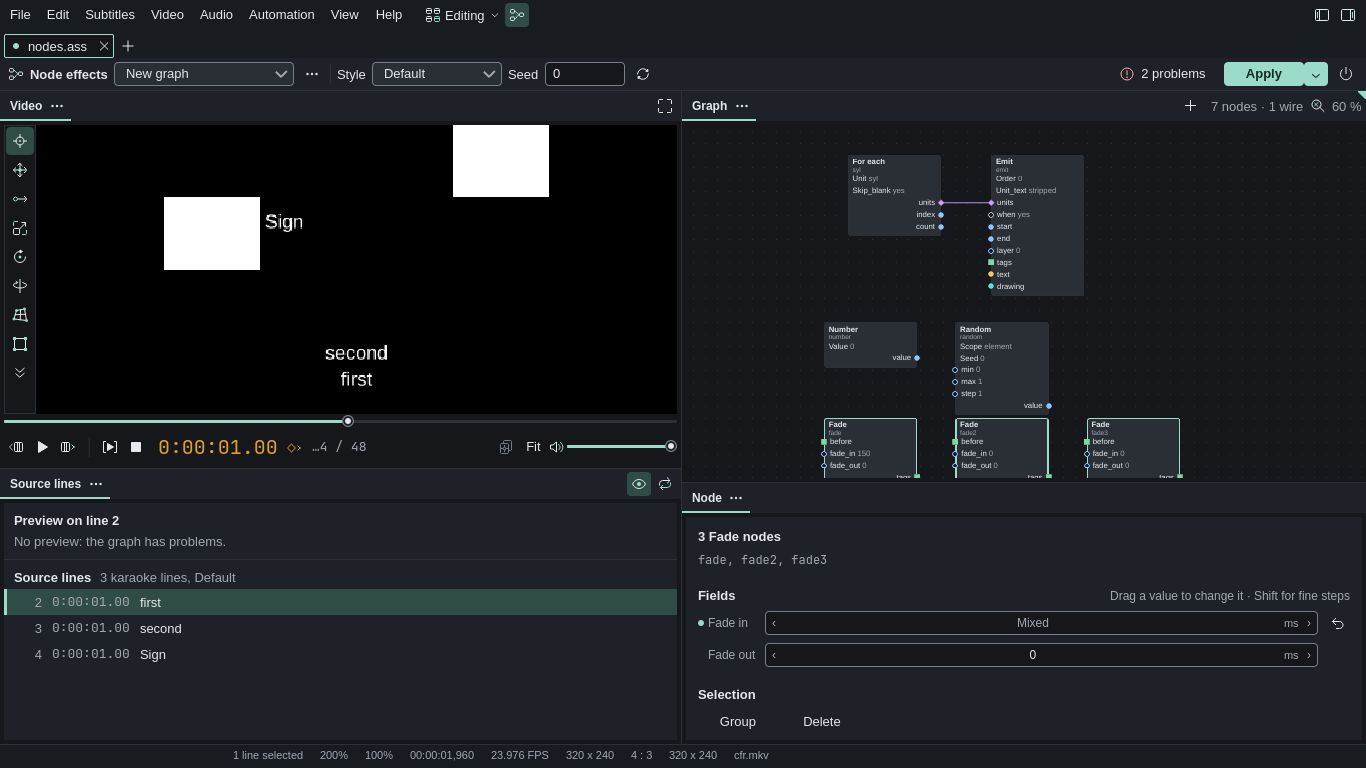 File Edit Subtitles Video Audio Automation View Help Editing
nodes.ass
Node effects New graph Style Default Seed 0 2 problems Apply
Video
Graph 7 nodes · 1 wire 60 %
Sign
second
first
For each
syl
Unit syl
Skip_blank yes
units
index
count
Emit
emit
Order 0
Unit_text stripped
units
when yes
start
end
layer 0
tags
text
drawing
Number
number
Value 0
value
Random
random
Scope element
Seed 0
min 0
max 1
step 1
value
Fade
fade
before
fade_in 150
fade_out 0
tags
Fade
fade2
before
fade_in 0
fade_out 0
tags
Fade
fade3
before
fade_in 0
fade_out 0
tags
0:00:01.00 …4 / 48 Fit
Source lines
Preview on line 2
No preview: the graph has problems.
Source lines 3 karaoke lines, Default
2 0:00:01.00 first
3 0:00:01.00 second
4 0:00:01.00 Sign
Node
3 Fade nodes
fade, fade2, fade3
Fields Drag a value to change it · Shift for fine steps
Fade in Mixed ms
Fade out 0 ms
Selection
Group Delete
1 line selected 200% 100% 00:00:01,960 23.976 FPS 320 x 240 4 : 3 320 x 240 cfr.mkv